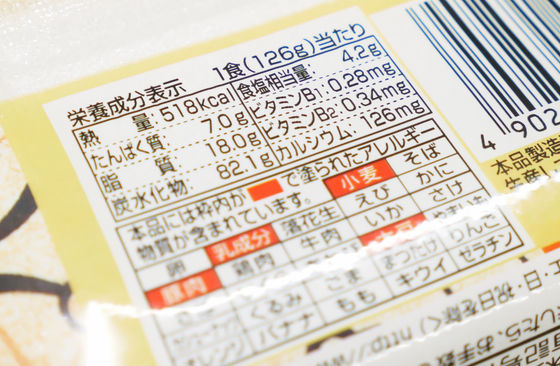 栄養成分表示 1食(126g)当たり
熱 量: 518kcal
たんぱく質: 7.0g
脂 質: 18.0g
炭水化物: 82.1g
食塩相当量: 4.2g
ビタミンB1: 0.28mg
ビタミンB2: 0.34mg
カルシウム: 126mg
本品には枠内が で塗られたアレルギー
物質が含まれています。
小麦 そば
卵 乳成分 落花生 えび かに
豚肉 鶏肉 牛肉 いか さけ
くるみ ごま まつたけ りんご
オレンジ バナナ もも キウイ ゼラチン
4 902
本品製造